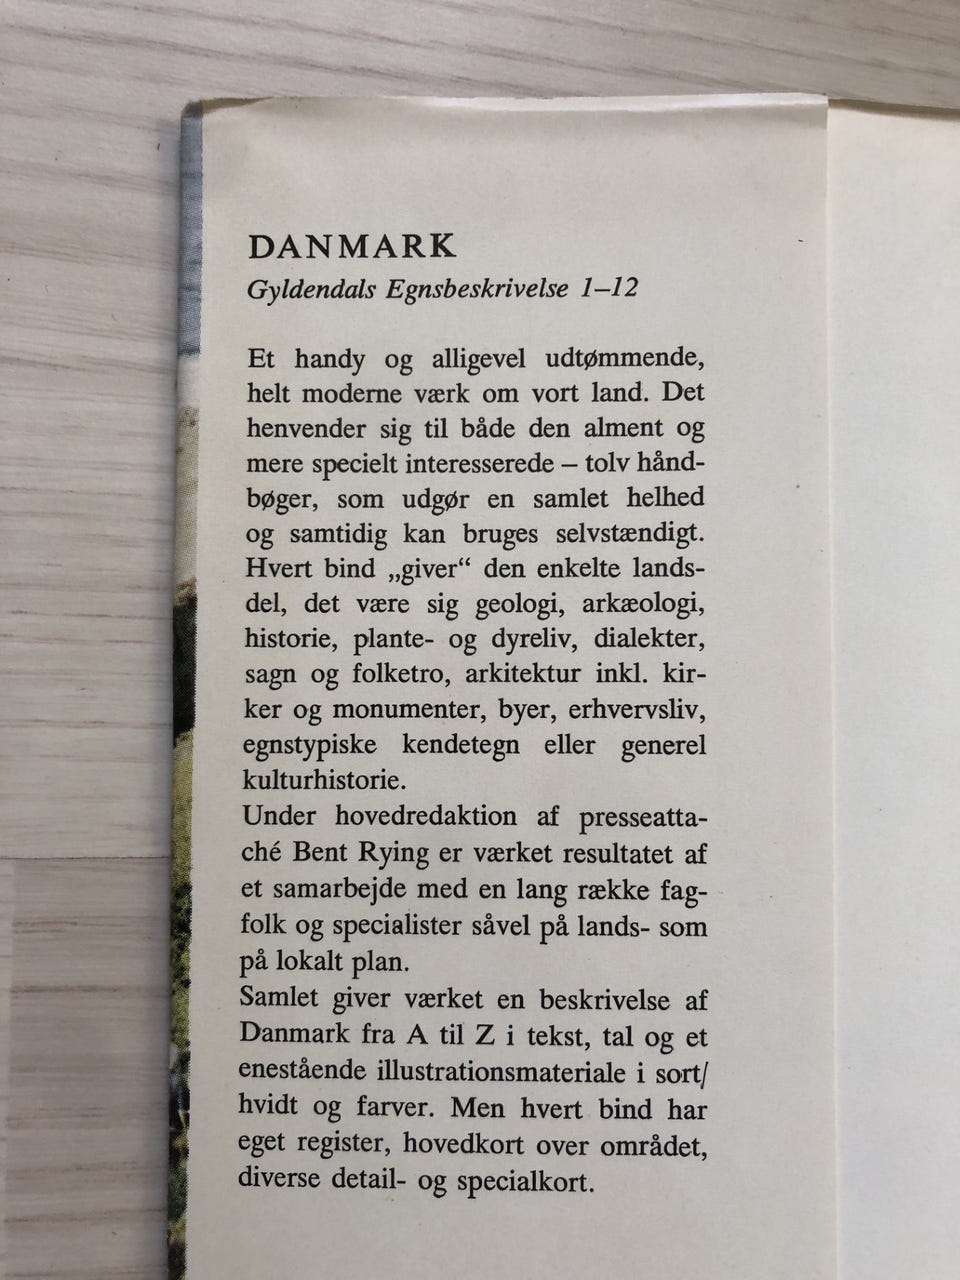 DANMARK
Gyldendals Egnsbeskrivelse 1–12
Et handy og alligevel udtømmende,
helt moderne værk om vort land. Det
henvender sig til både den alment og
mere specielt interesserede – tolv hånd-
bøger, som udgør en samlet helhed
og samtidig kan bruges selvstændigt.
Hvert bind „giver“ den enkelte lands-
del, det være sig geologi, arkæologi,
historie, plante- og dyreliv, dialekter,
sagn og folketro, arkitektur inkl. kir-
ker og monumenter, byer, erhvervsliv,
egnstypiske kendetegn eller generel
kulturhistorie.
Under hovedredaktion af presseatta-
ché Bent Rying er værket resultatet af
et samarbejde med en lang række fag-
folk og specialister såvel på lands- som
på lokalt plan.
Samlet giver værket en beskrivelse af
Danmark fra A til Z i tekst, tal og et
enestående illustrationsmateriale i sort/
hvidt og farver. Men hvert bind har
eget register, hovedkort over området,
diverse detail- og specialkort.